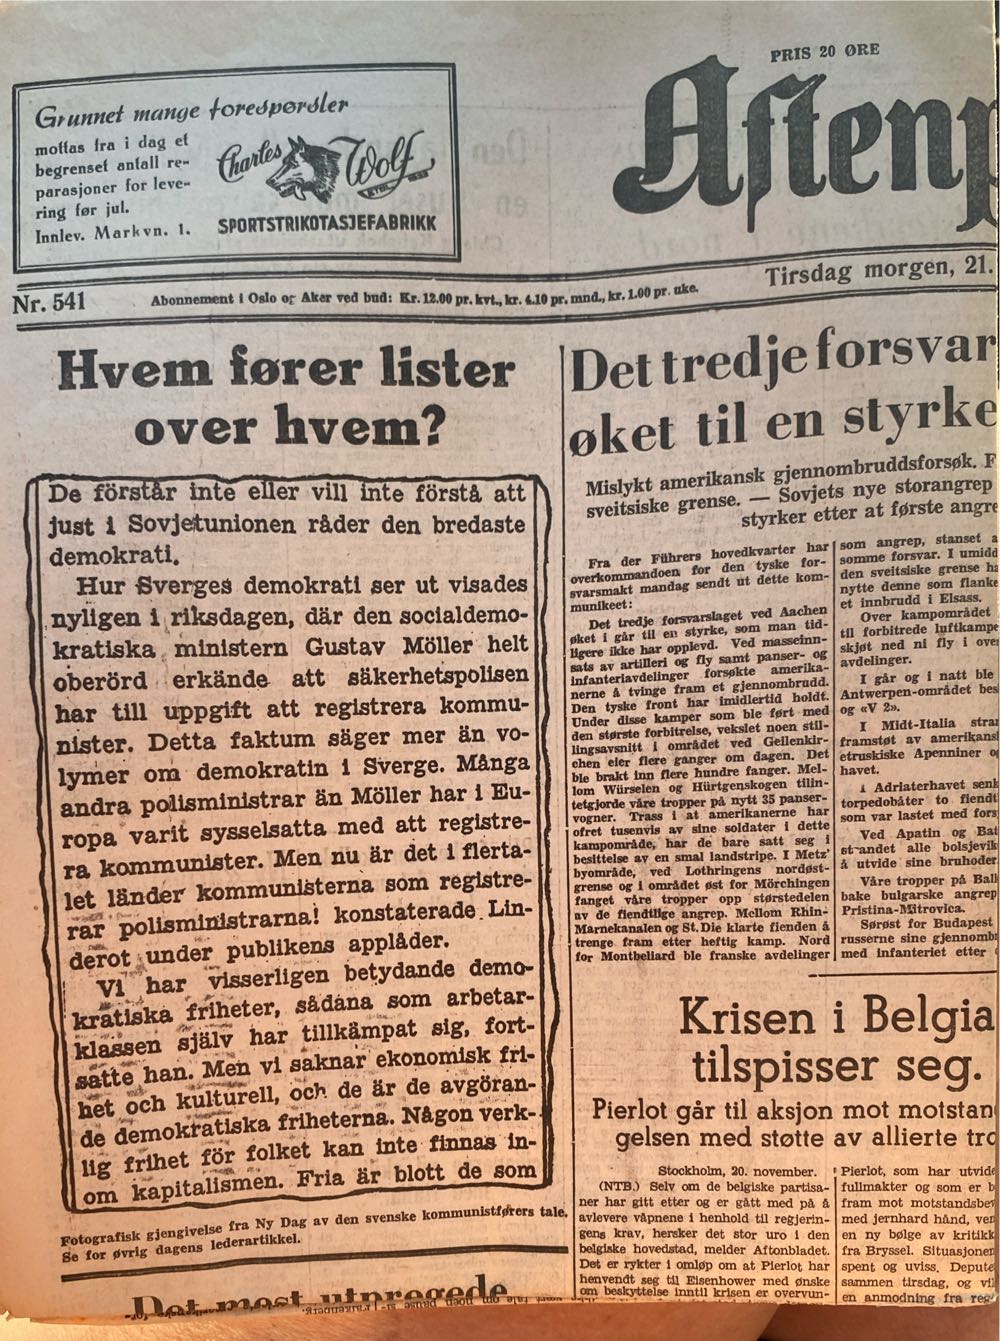 PRIS 20 ØRE
Grunnet mange forespørsler
mottas fra i dag et
begrenset antall re-
parasjoner for leve-
ring før jul.
Innlev. Markvn. 1.
Charles Wolf
SPORTSTRIKOTASJEFABRIKK
Aftenp
Nr. 541
Abonnement i Oslo og Aker ved bud: Kr. 12.00 pr. kvt., kr. 4.10 pr. mnd., kr. 1.00 pr. uke.
Tirsdag morgen, 21.
Hvem fører lister
over hvem?
De förstår inte eller vill inte förstå att
just i Sovjetunionen råder den bredaste
demokrati.
Hur Sverges demokrati ser ut visades
nyligen i riksdagen, där den socialdemo-
kratiska ministern Gustav Möller helt
oberörd erkände att säkerhetspolisen
har till uppgift att registrera kommu-
nister. Detta faktum säger mer än vo-
lymer om demokratin i Sverge. Många
andra polisministrar än Möller har i Eu-
ropa varit sysselsatta med att registre-
ra kommunister. Men nu är det i flerta-
let länder kommunisterna som registre-
rar polisministrarna! konstaterade Lin-
derot under publikens applåder.
Vi har visserligen betydande demo-
kratiska friheter, sådana som arbetar-
klassen själv har tillkämpat sig, fort-
satte han. Men vi saknar ekonomisk fri-
het och kulturell, och de är de avgöran-
de demokratiska friheterna. Någon verk-
lig frihet för folket kan inte finnas in-
om kapitalismen. Fria är blott de som
Fotografisk gjengivelse fra Ny Dag av den svenske kommunistførers tale.
Se for øvrig dagens lederartikkel.
Det mest utpregede
Det tredje forsvar
øket til en styrke
Mislykt amerikansk gjennombruddsforsøk. F
sveitsiske grense. — Sovjets nye storangrep
styrker etter at første angre
Fra der Führers hovedkvarter har
overkommandoen for den tyske for-
svarsmakt mandag sendt ut dette kom-
munikeet:
Det tredje forsvarslaget ved Aachen
øket i går til en styrke, som man tid-
ligere ikke har opplevd. Ved masseinn-
sats av artilleri og fly samt panser- og
infanteriavdelinger forsøkte amerika-
nerne å tvinge fram et gjennombrudd.
Den tyske front har imidlertid holdt.
Under disse kamper som ble ført med
den største forbitrelse, vekslet noen stil-
lingsavsnitt i området ved Geilenkir-
chen eler flere ganger om dagen. Det
ble brakt inn flere hundre fanger. Mel-
lom Würselen og Hürtgenskogen tilin-
tetgjorde våre tropper på nytt 35 panser-
vogner. Trass i at amerikanerne har
ofret tusenvis av sine soldater i dette
kampområde, har de bare satt seg i
besittelse av en smal landstripe. I Metz'
byområde, ved Lothringens nordøst-
grense og i området øst for Mörchingen
fanget våre tropper opp størstedelen
av de fiendtlige angrep. Mellom Rhin-
Marnekanalen og St. Die klarte fienden å
trenge fram etter heftig kamp. Nord
for Montbeliard ble franske avdelinger
som angrep, stanset a
somme forsvar. I umidd
den sveitsiske grense ha
nytte denne som flanke
et innbrudd i Elsass.
Over kampområdet
til forbitrede luftkampe
skjøt ned ni fly i ove
avdelinger.
I går og i natt ble
Antwerpen-området bes
og «V 2».
I Midt-Italia stran
framstøt av amerikansk
etruskiske Apenniner o
havet.
I Adriaterhavet senk
torpedobåter to fiendt
som var lastet med fors
Ved Apatin og Bat
st-andet alle bolsjevik
å utvide sine bruhoder
Våre tropper på Balk
bake bulgarske angrep
Pristina-Mitrovica.
Sørøst for Budapest
russerne sine gjennomb
med infanteriet etter
Krisen i Belgia
tilspisser seg.
Pierlot går til aksjon mot motstan
gelsen med støtte av allierte tro
Stockholm, 20. november.
(NTB.) Selv om de belgiske partisa-
ner har gitt etter og er gått med på å
avlevere våpnene i henhold til regjerin-
gens krav, hersker det stor uro i den
belgiske hovedstad, melder Aftonbladet.
Det er rykter i omløp om at Pierlot har
henvendt seg til Eisenhower med ønske
om beskyttelse inntil krisen er overvun-
Pierlot, som har utvide
fullmakter og som er b
fram mot motstandsbev
med jernhard hånd, ven
en ny bølge av kritikk
fra Bryssel. Situasjonen
spent og uviss. Depute
sammen tirsdag, og vil
en anmodning fra reg